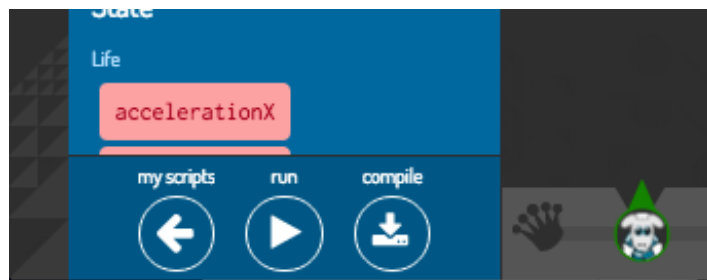 State
Life
accelerationX
my scripts run compile